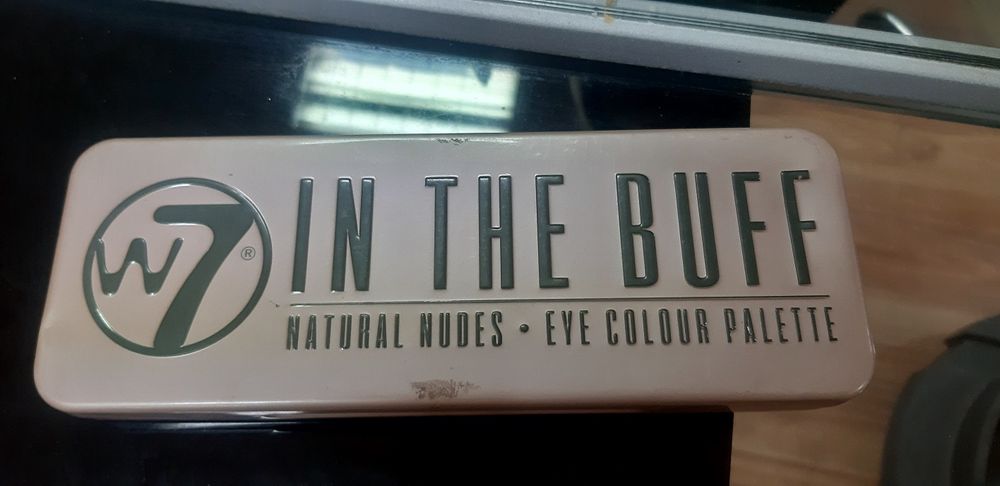 W7®
IN THE BUFF
NATURAL NUDES • EYE COLOUR PALETTE